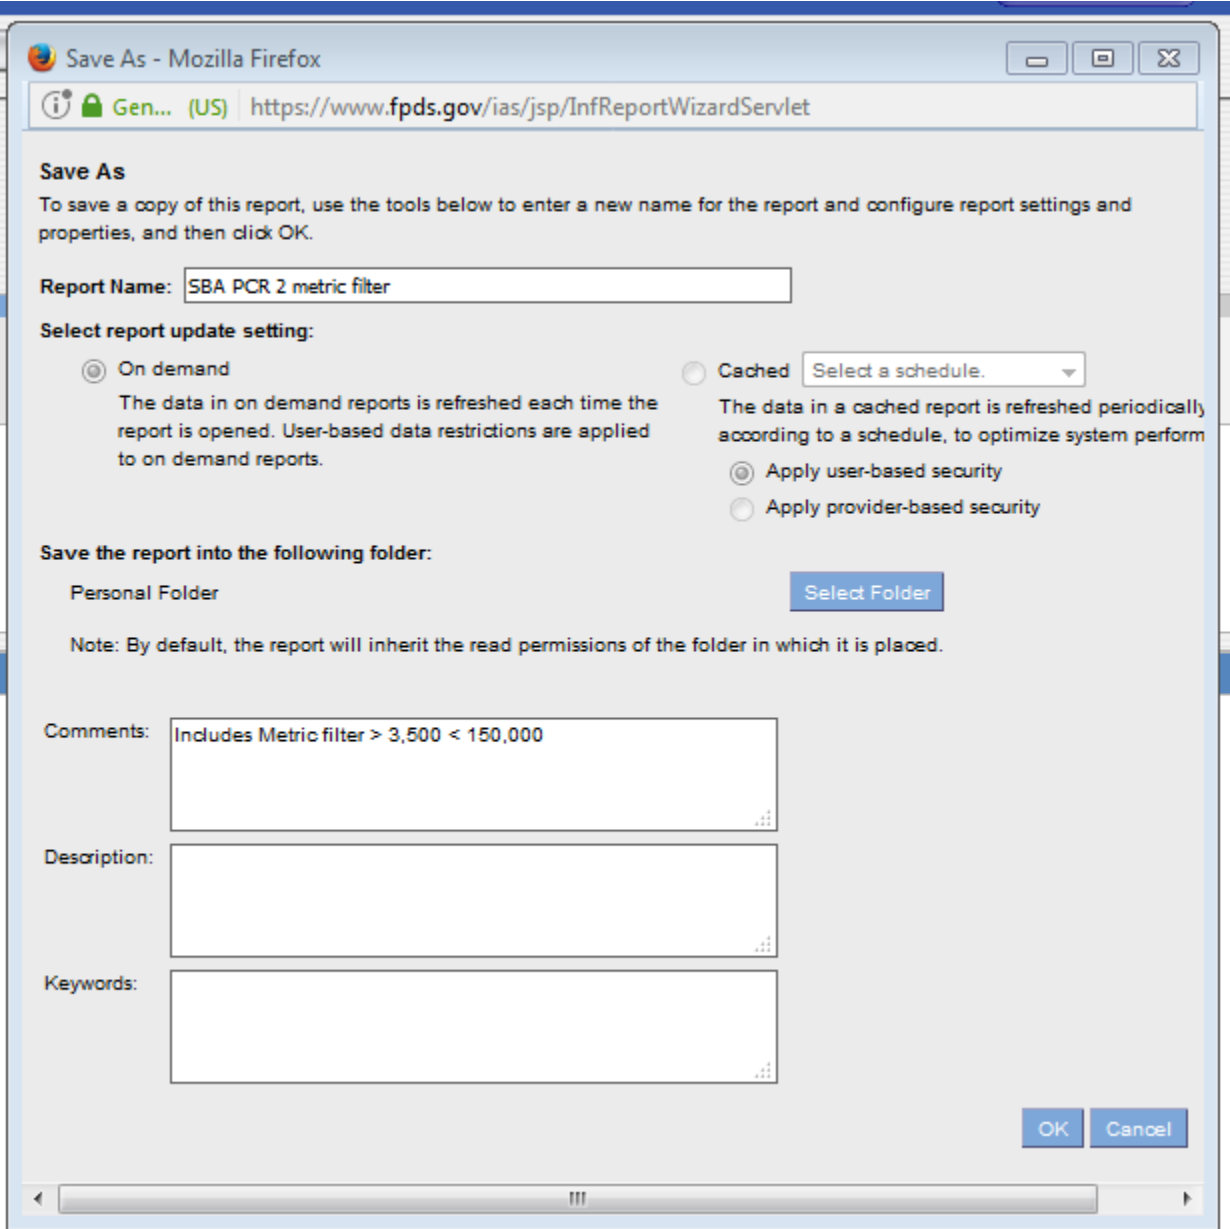 Save As - Mozilla Firefox
Gen... (US) https://www.fpds.gov/ias/jsp/InfReportWizardServlet
Save As
To save a copy of this report, use the tools below to enter a new name for the report and configure report settings and
properties, and then click OK.
Report Name: SBA PCR 2 metric filter
Select report update setting:
On demand
The data in on demand reports is refreshed each time the
report is opened. User-based data restrictions are applied
to on demand reports.
Cached Select a schedule.
The data in a cached report is refreshed periodically
according to a schedule, to optimize system perform
Apply user-based security
Apply provider-based security
Save the report into the following folder:
Personal Folder Select Folder
Note: By default, the report will inherit the read permissions of the folder in which it is placed.
Comments: Includes Metric filter > 3,500 < 150,000
Description:
Keywords:
OK Cancel